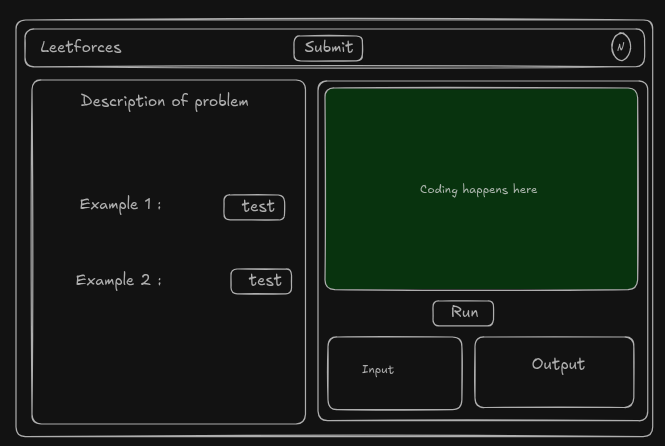 Leetforces
Submit
N
Description of problem
Example 1 :
test
Example 2 :
test
Coding happens here
Run
Input
Output